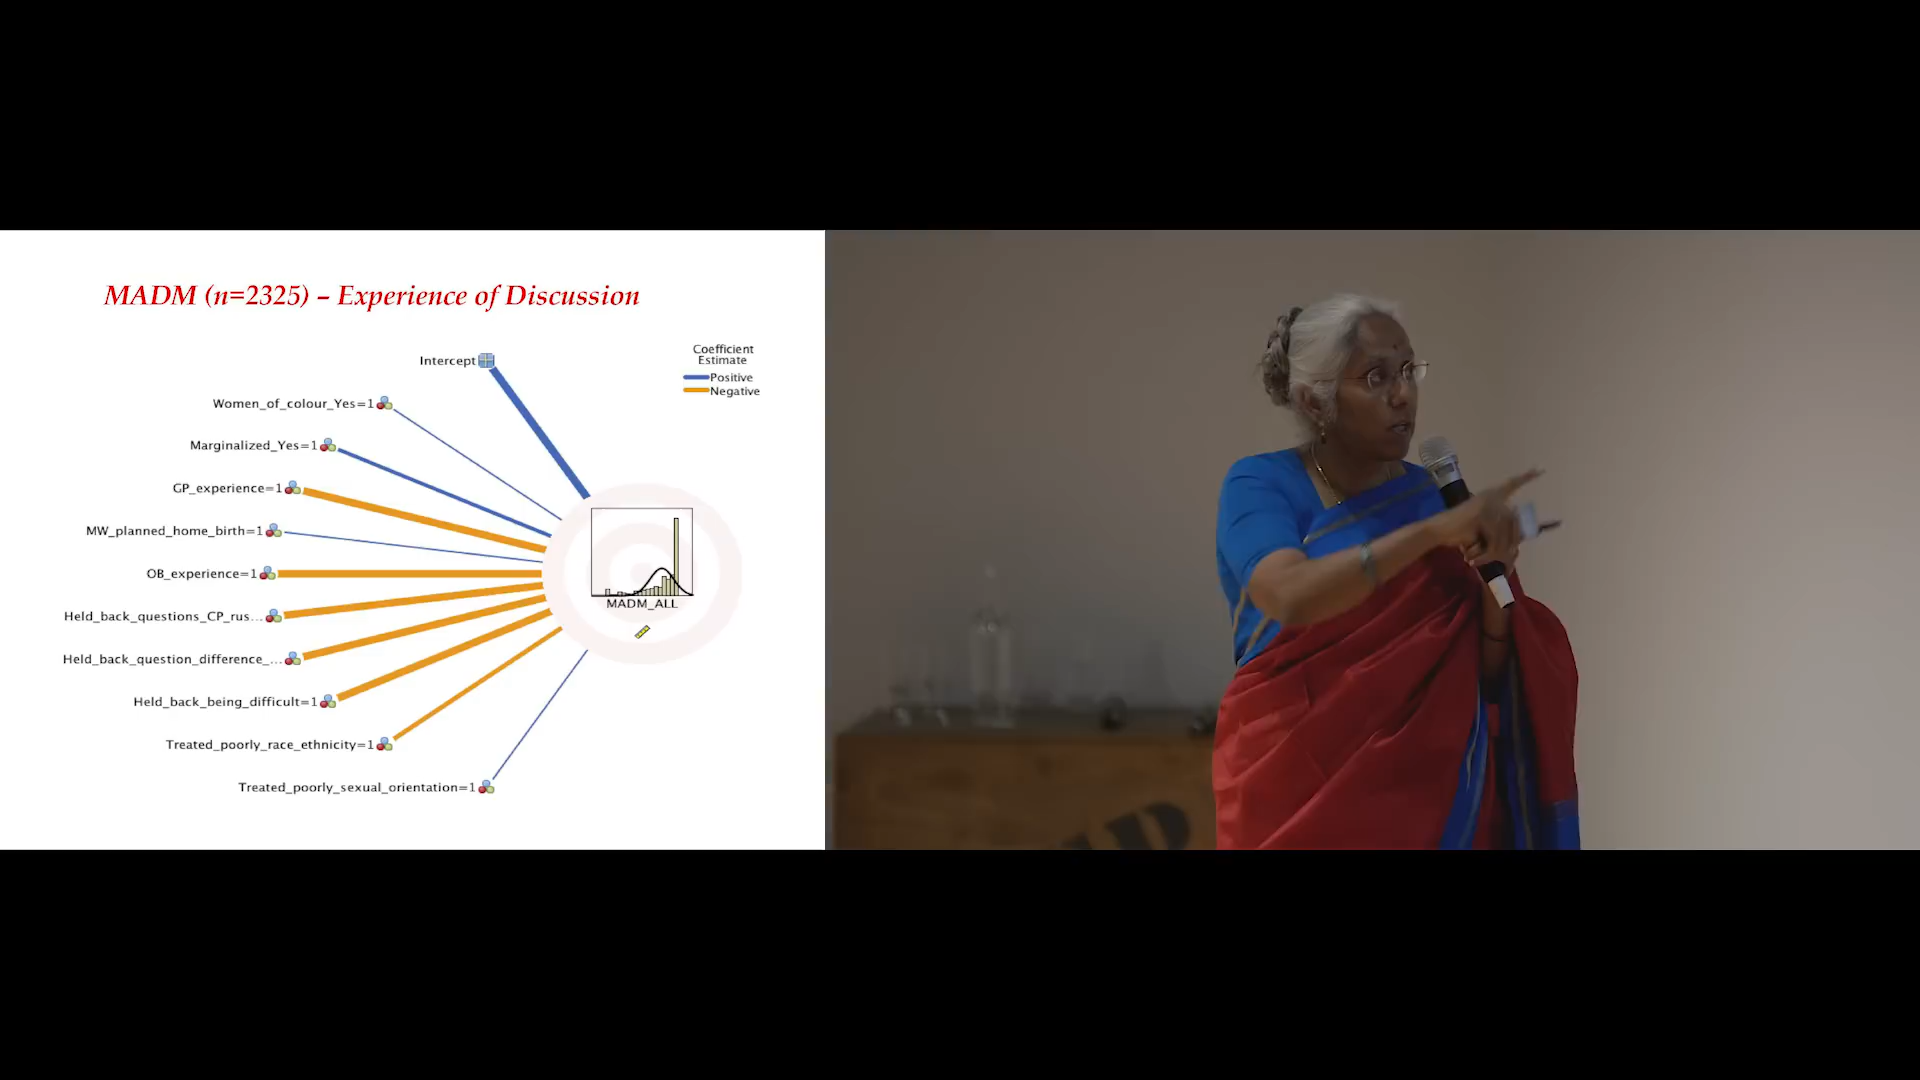 MADM (n=2325) – Experience of Discussion
Coefficient
Estimate
Positive
Negative
Intercept
Women_of_colour_Yes=1
Marginalized_Yes=1
GP_experience=1
MW_planned_home_birth=1
OB_experience=1
Held_back_questions_CP_rus...
Held_back_question_difference_...
Held_back_being_difficult=1
Treated_poorly_race_ethnicity=1
Treated_poorly_sexual_orientation=1
MADM_ALL